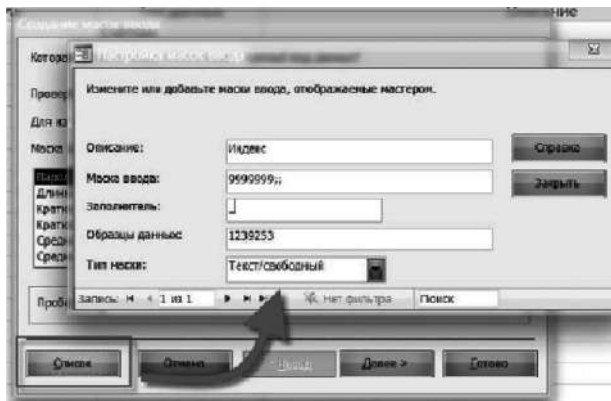 Создание масок ввода
Настройка масок ввода
Измените или добавьте маски ввода, отображаемые мастером.
Описание:
Индекс
Справка
Маска ввода:
9999999;;
Закрыть
Заполнитель:
_
Образцы данных:
1239253
Тип маски:
Текст/свободный
Запись: 1 из 1
Нет фильтра
Поиск
Список
Отмена
Назад
Далее >
Готово